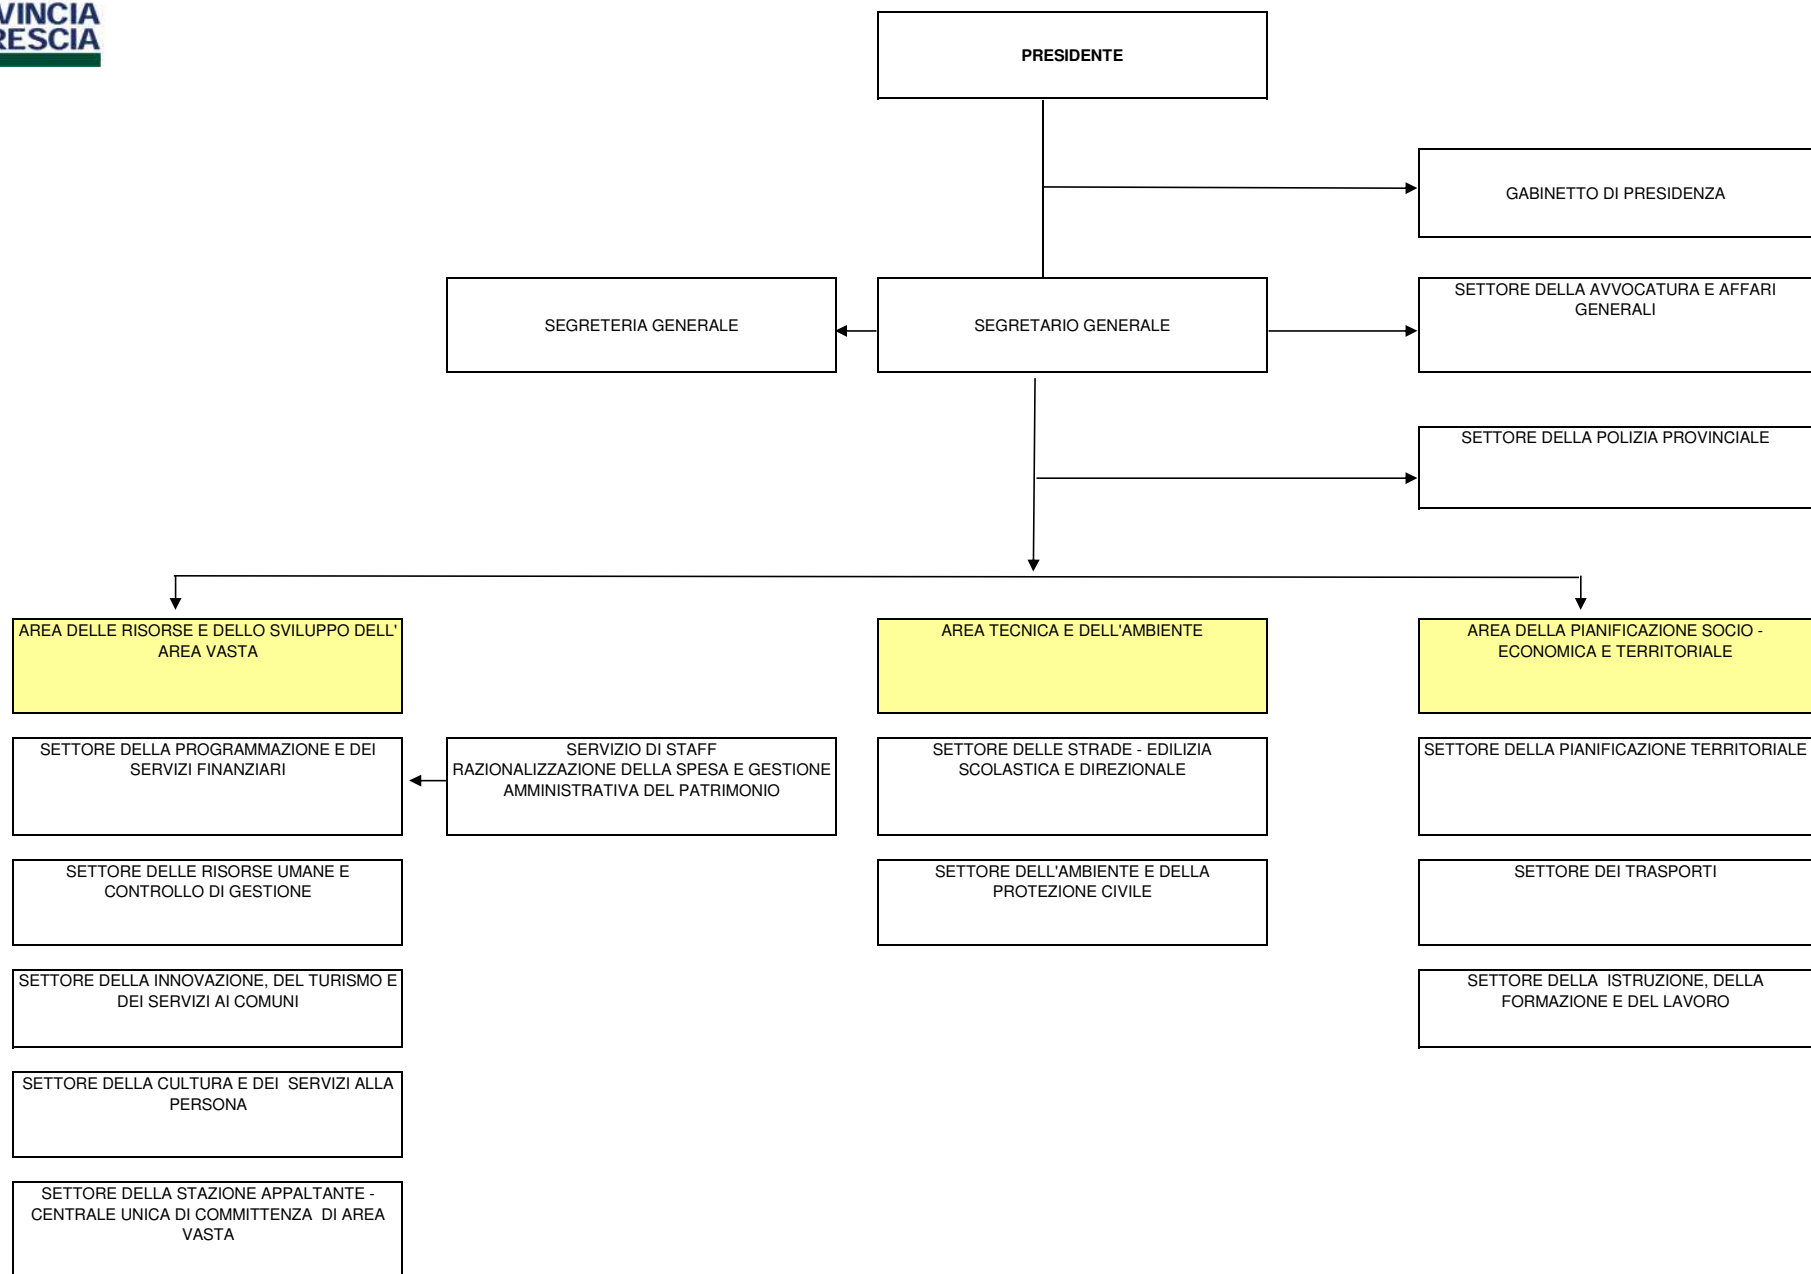 VINCIA
RESCIA
PRESIDENTE
GABINETTO DI PRESIDENZA
SEGRETERIA GENERALE
SEGRETARIO GENERALE
SETTORE DELLA AVVOCATURA E AFFARI
GENERALI
SETTORE DELLA POLIZIA PROVINCIALE
AREA DELLE RISORSE E DELLO SVILUPPO DELL'
AREA VASTA
AREA TECNICA E DELL'AMBIENTE
AREA DELLA PIANIFICAZIONE SOCIO -
ECONOMICA E TERRITORIALE
SETTORE DELLA PROGRAMMAZIONE E DEI
SERVIZI FINANZIARI
SERVIZIO DI STAFF
RAZIONALIZZAZIONE DELLA SPESA E GESTIONE
AMMINISTRATIVA DEL PATRIMONIO
SETTORE DELLE STRADE - EDILIZIA
SCOLASTICA E DIREZIONALE
SETTORE DELLA PIANIFICAZIONE TERRITORIALE
SETTORE DELLE RISORSE UMANE E
CONTROLLO DI GESTIONE
SETTORE DELL'AMBIENTE E DELLA
PROTEZIONE CIVILE
SETTORE DEI TRASPORTI
SETTORE DELLA INNOVAZIONE, DEL TURISMO E
DEI SERVIZI AI COMUNI
SETTORE DELLA  ISTRUZIONE, DELLA
FORMAZIONE E DEL LAVORO
SETTORE DELLA CULTURA E DEI  SERVIZI ALLA
PERSONA
SETTORE DELLA STAZIONE APPALTANTE -
CENTRALE UNICA DI COMMITTENZA  DI AREA
VASTA